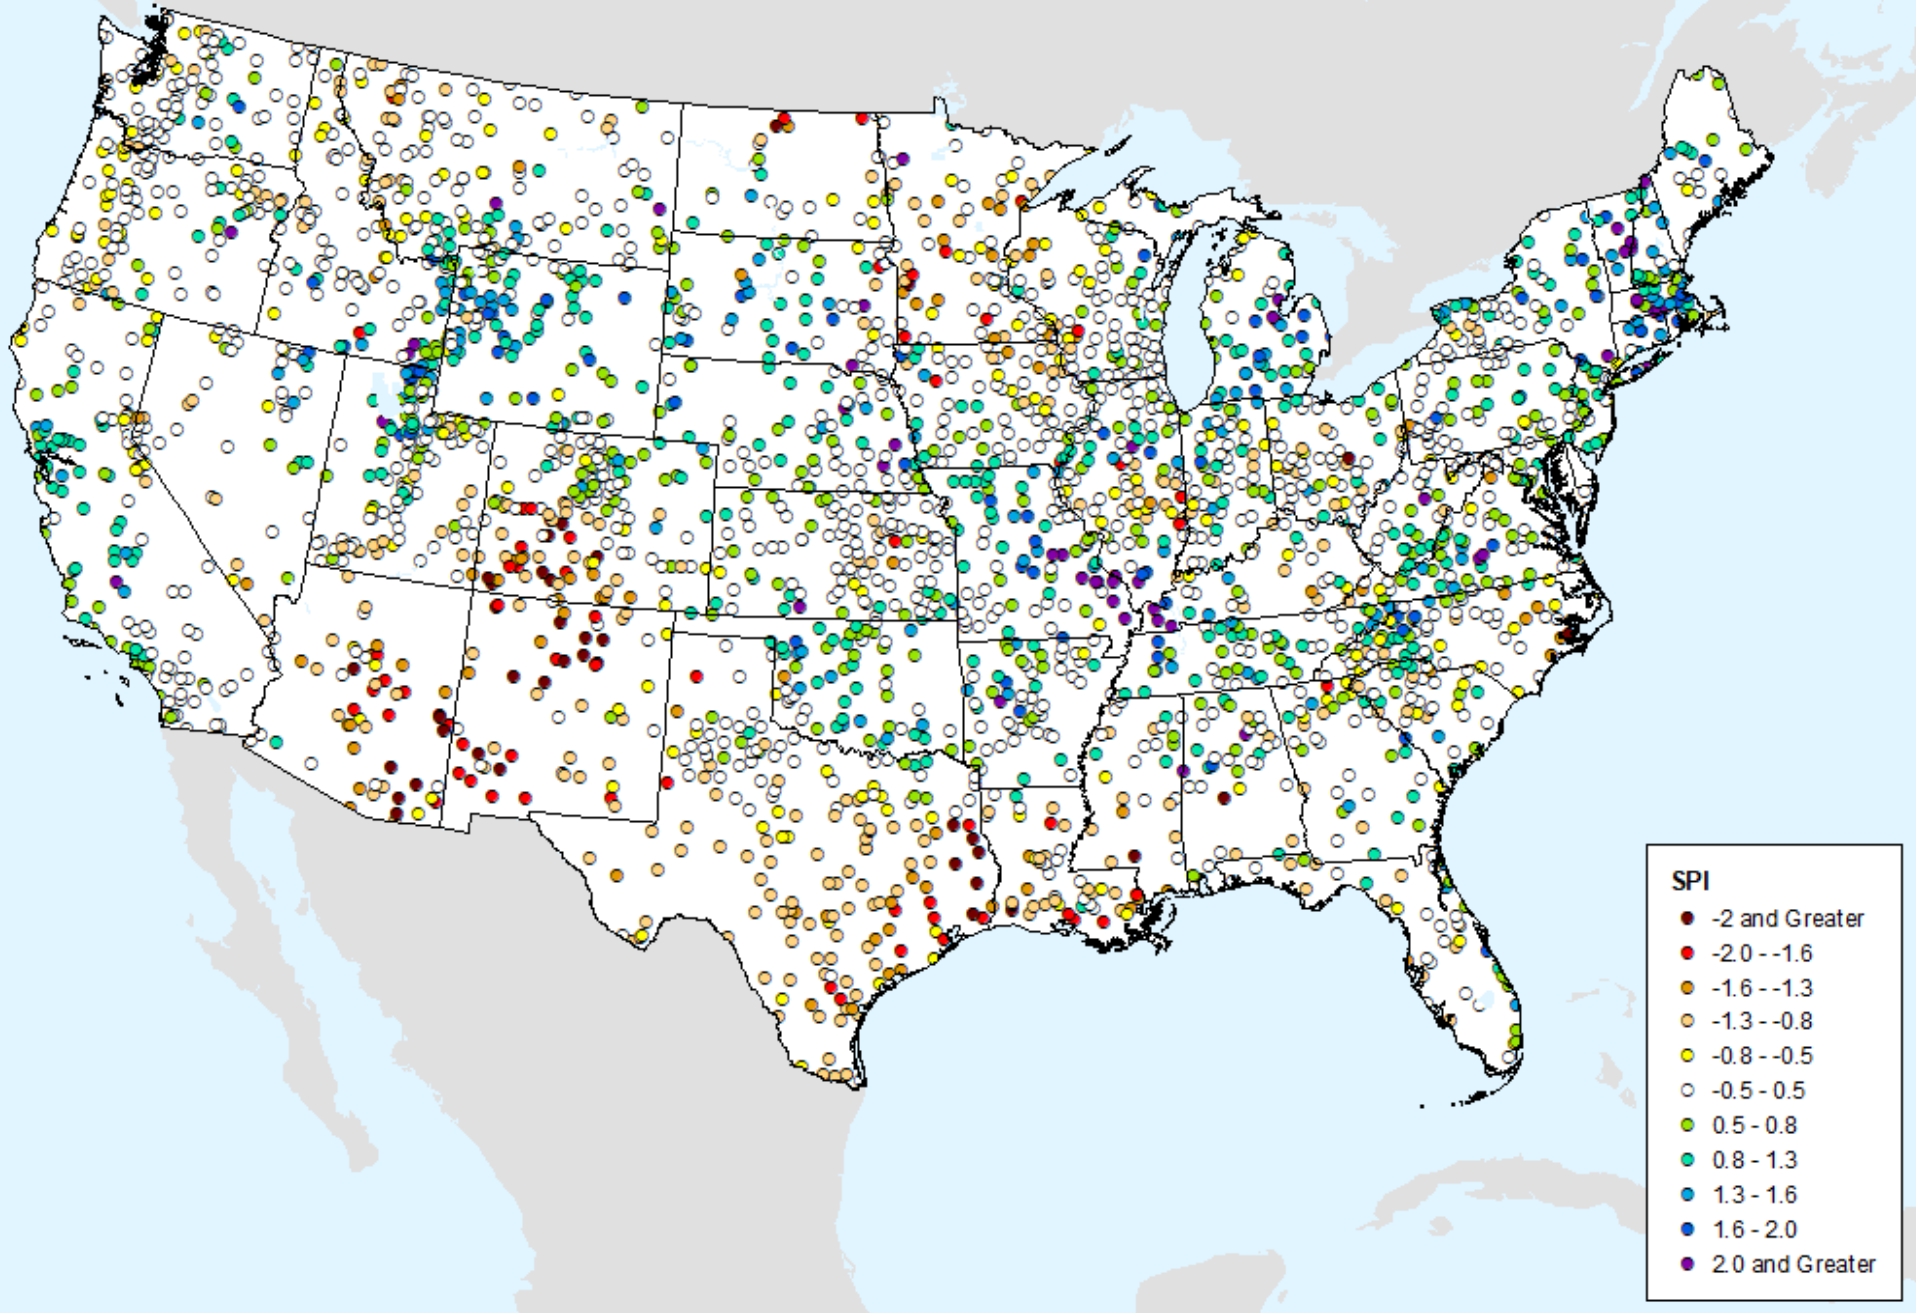 SPI
-2 and Greater
-2.0 - -1.6
-1.6 - -1.3
-1.3 - -0.8
-0.8 - -0.5
-0.5 - 0.5
0.5 - 0.8
0.8 - 1.3
1.3 - 1.6
1.6 - 2.0
2.0 and Greater